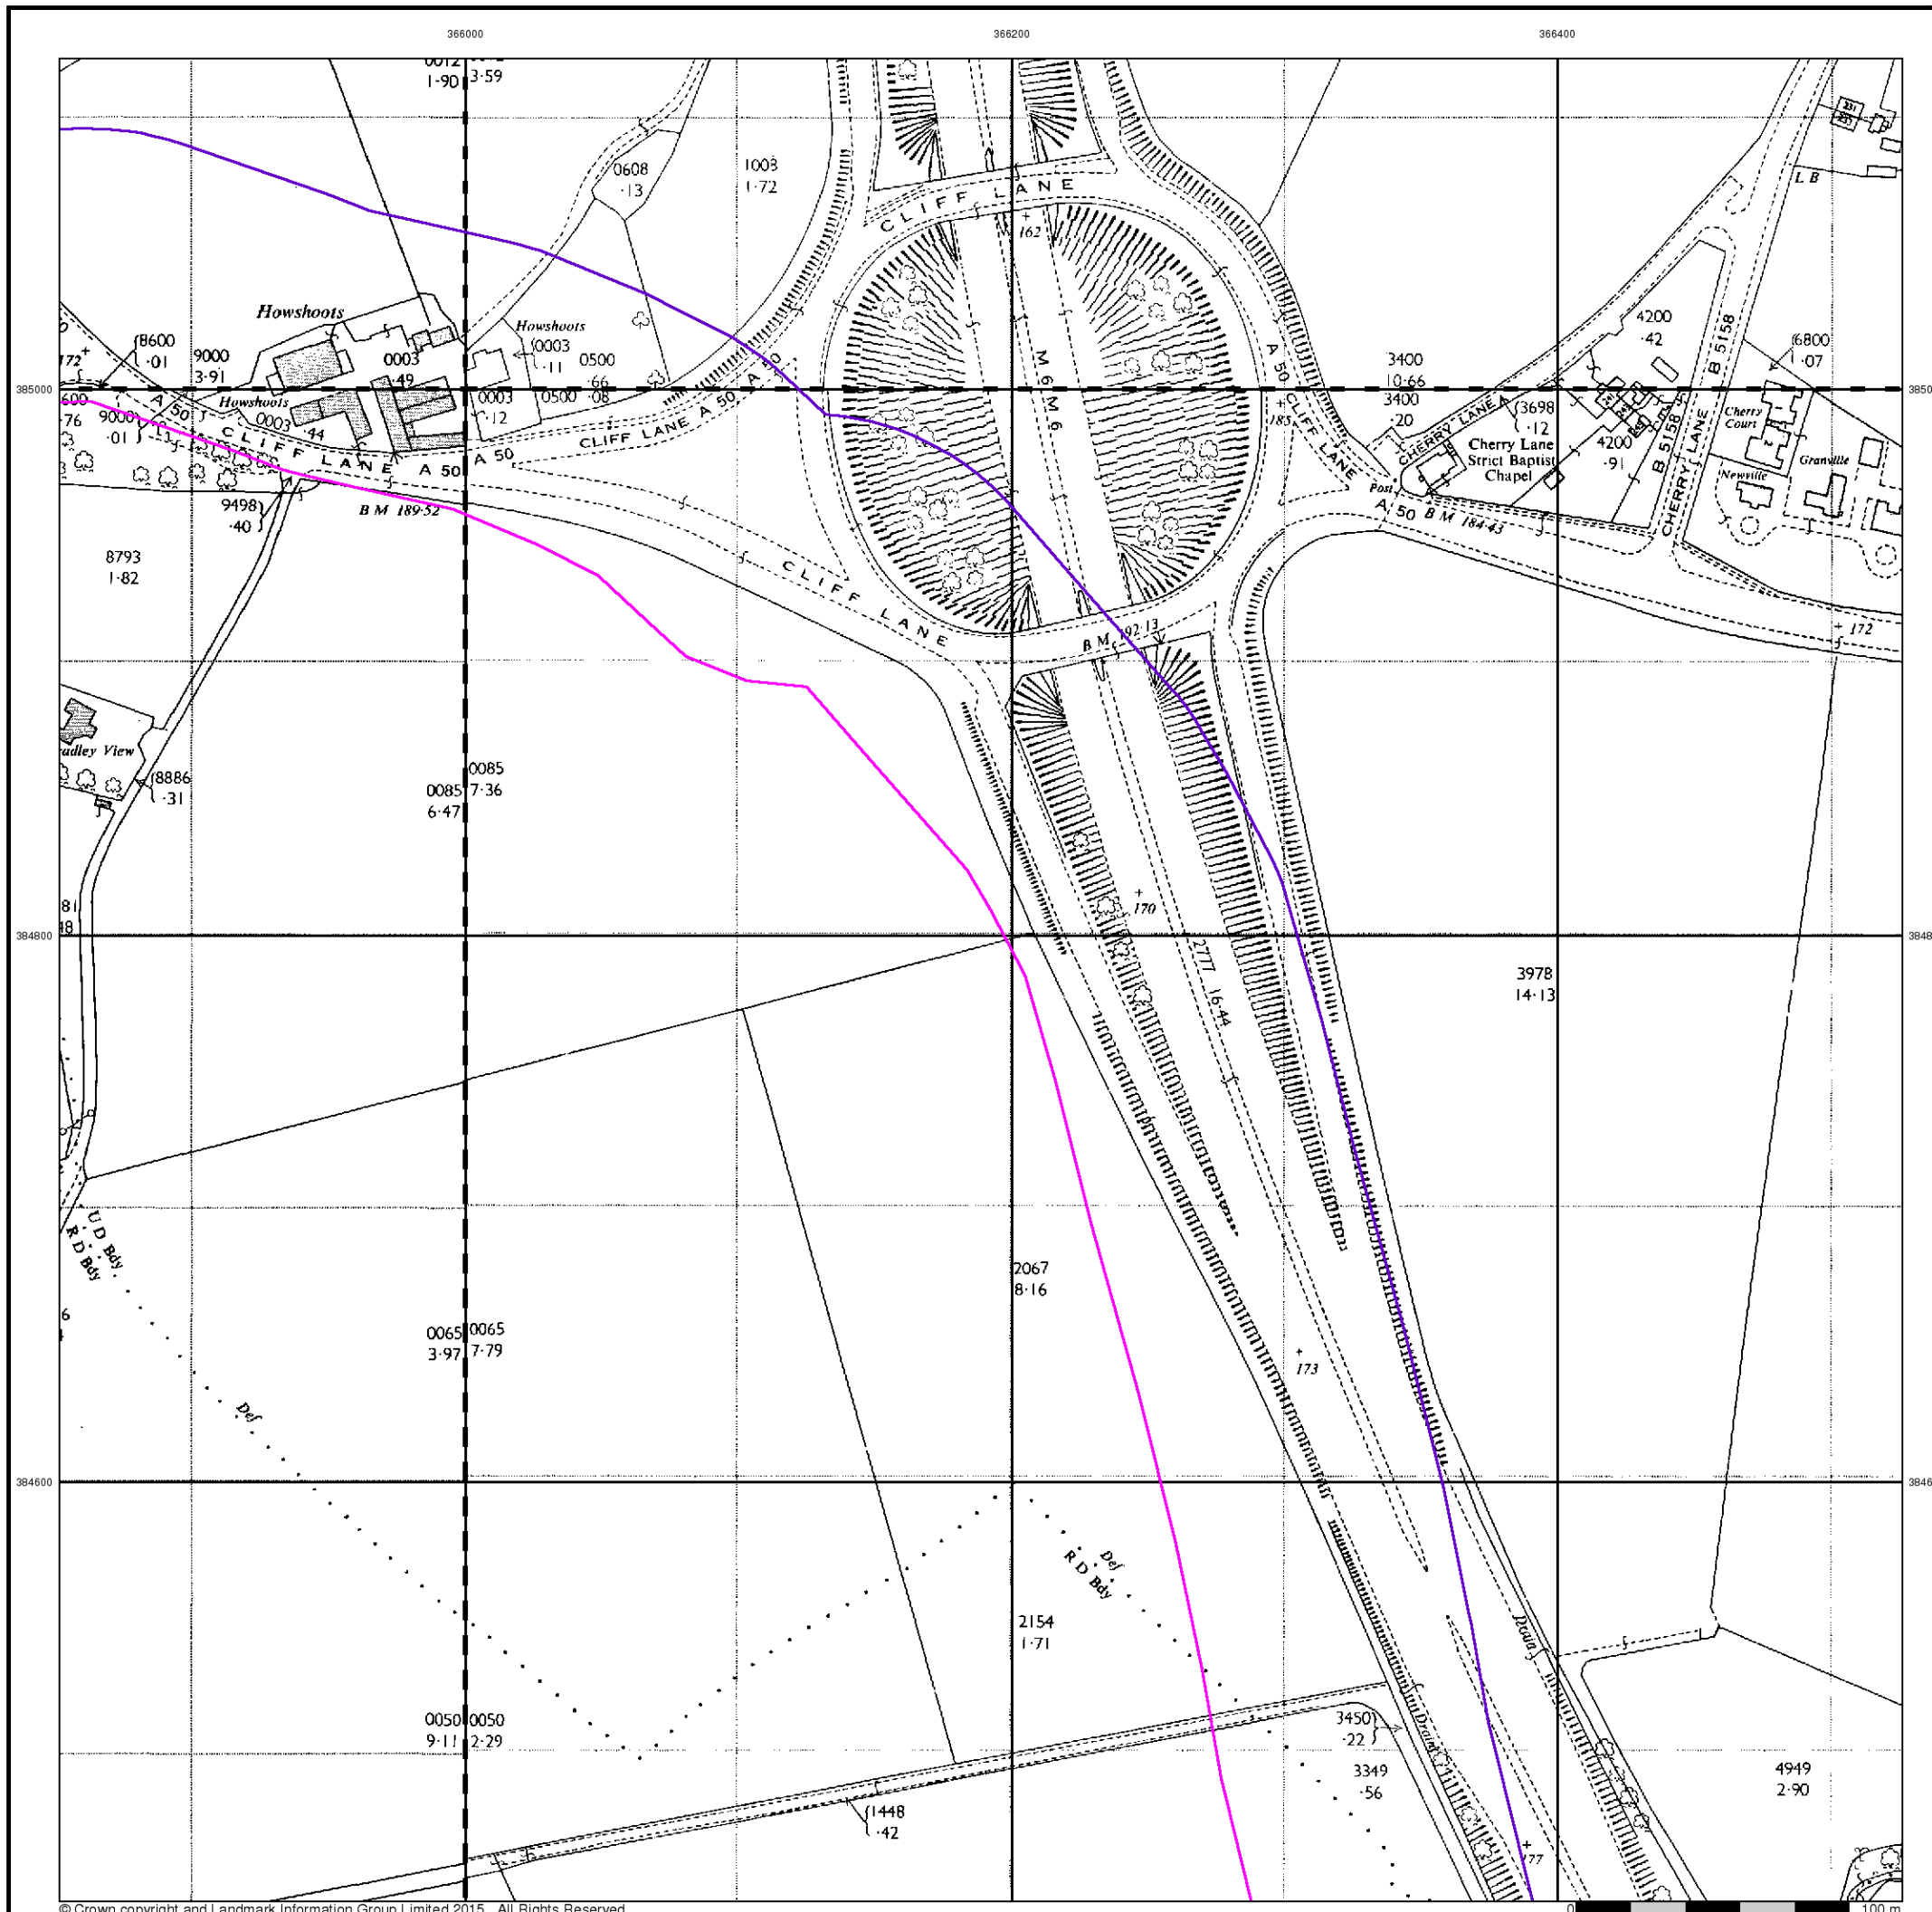 366000
366200
366400
0012
1·90
3·59
0608
·13
1003
1·72
CLIFF LANE
162
L B
Howshoots
172
8600
·01
9000
3·91
0003
·49
Howshoots
0003
·11
0500
·66
M 6
M 6
A 50
3400
10·66
4200
·42
B 5158
6800
·07
385000
A 50
A 50
0003
·12
0500
·08
3400
·20
185
CLIFF LANE
CHERRY LANE
3698
·12
Cherry
Court
2
·76
9000
·01
A 50
Howshoots
0003
·44
CLIFF LANE
A 50
A 50
CLIFF LANE
Cherry Lane
Strict Baptist
Chapel
4200
·91
B 5158
CHERRY LANE
Newville
Granville
9498
·40
B M 189·52
Post
A 50
B M 184·43
8793
1·82
CLIFF LANE
B M 192·13
172
adley View
8886
·31
0085
6·47
0085
7·36
170
384800
2777
16·44
3978
14·13
U D Bdy
R D Bdy
2067
8·16
0065
3·97
0065
7·79
173
Def
384600
Def
R D Bdy
2154
1·71
Drain
0050
9·11
0050
2·29
3450
·22
Drain
3349
·56
4949
2·90
1448
·42
177
© Crown copyright and Landmark Information Group Limited 2015. All Rights Reserved
0
100 m